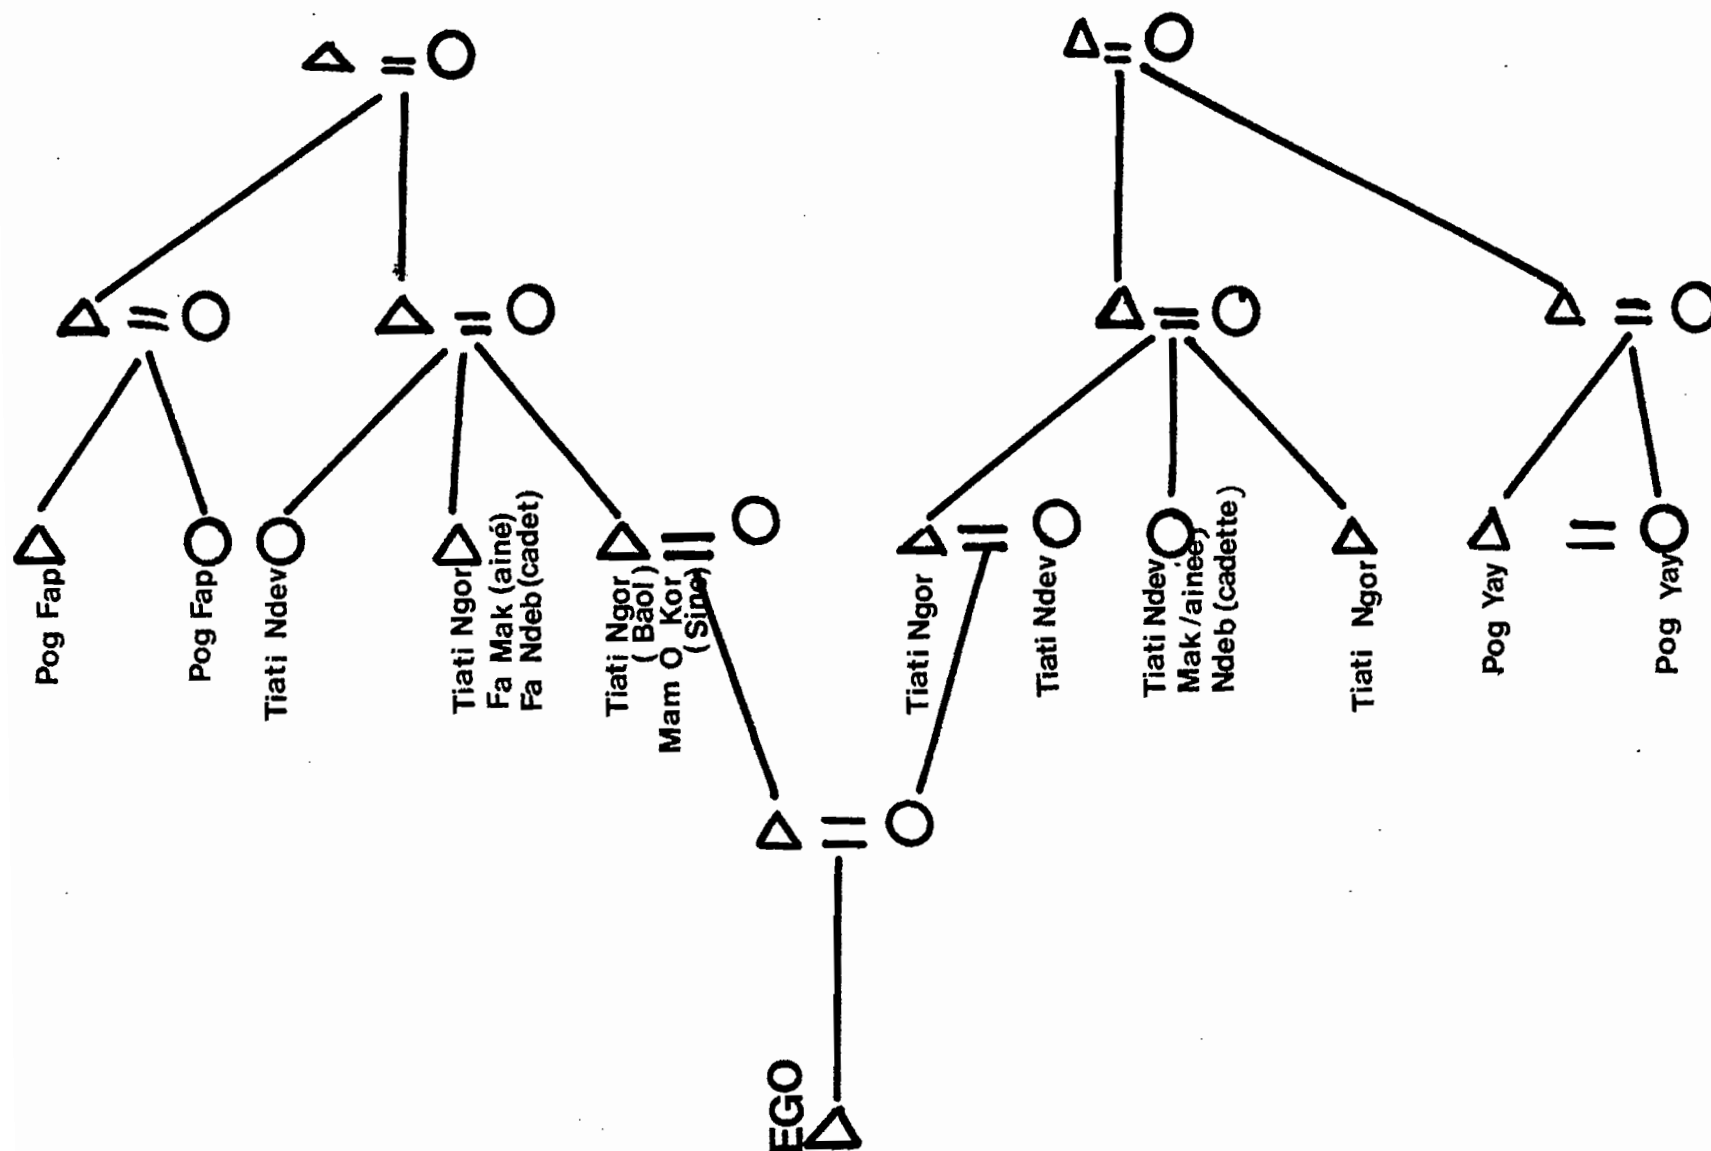 Pog Fap
Pog Fap
Tiati Ndev
Tiati Ngor
Fa Mak (ainé)
Fa Ndeb (cadet)
Tiati Ngor
( Baol )
Mam O Kor
( Sine )
Tiati Ngor
Tiati Ndev
Tiati Ndev
Mak / ainée
Ndeb (cadette)
Tiati Ngor
Pog Yay
Pog Yay
EGO